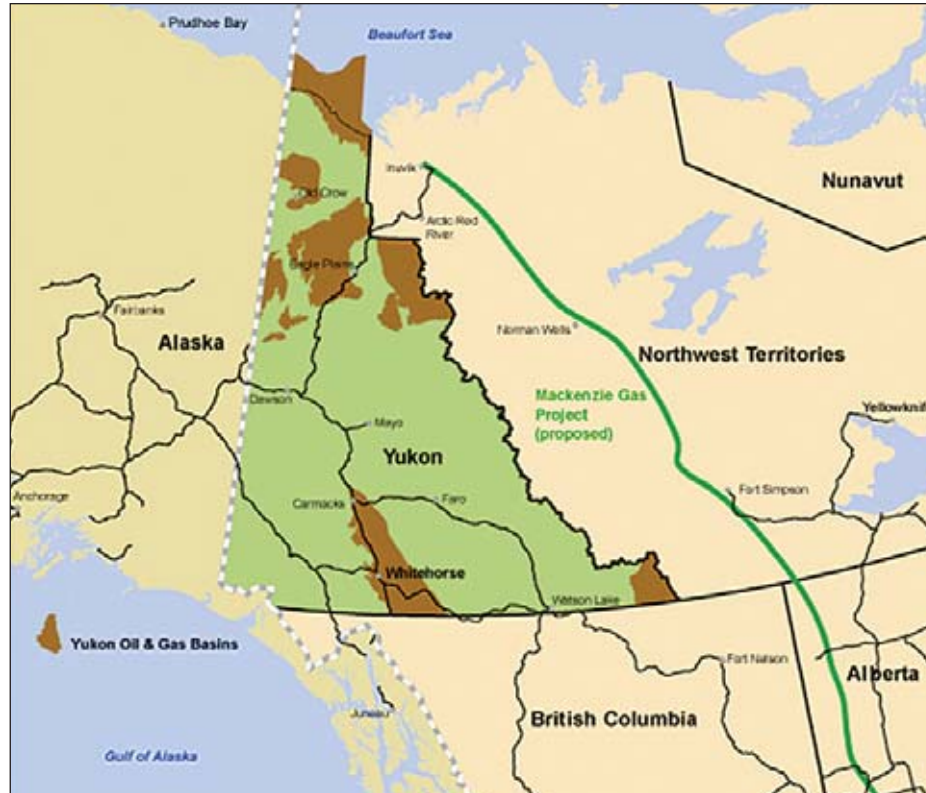 Prudhoe Bay
Beaufort Sea
Inuvik
Nunavut
Old Crow
Arctic Red
River
Eagle Plains
Fairbanks
Norman Wells
Alaska
Northwest Territories
Dawson
Mackenzie Gas
Project
(proposed)
Yellowknif
Mayo
Yukon
Anchorage
Carmacks
Faro
Fort Simpson
Whitehorse
Watson Lake
Yukon Oil & Gas Basins
Fort Nelson
Alberta
Juneau
British Columbia
Gulf of Alaska